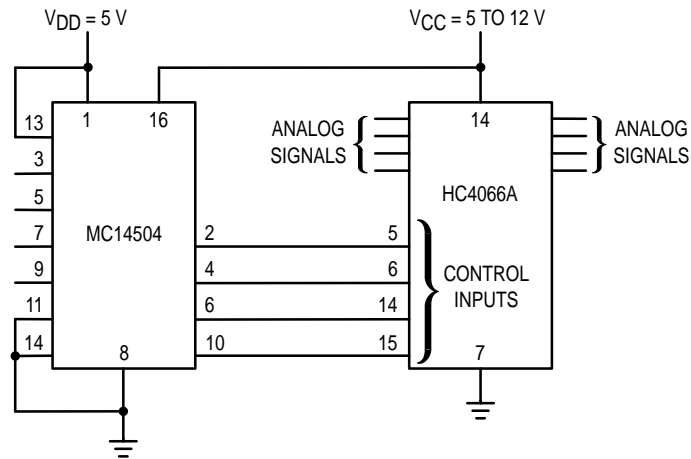 VDD = 5 V
VCC = 5 TO 12 V
13
1
16
14
3
5
7
9
11
14
MC14504
8
2
4
6
10
ANALOG
SIGNALS
ANALOG
SIGNALS
HC4066A
5
6
14
15
CONTROL
INPUTS
7